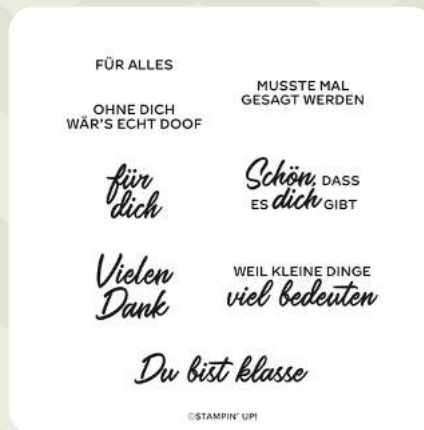 FÜR ALLES
MUSSTE MAL
GESAGT WERDEN
OHNE DICH
WÄR'S ECHT DOOF
für
dich
Schön, DASS
ES dich GIBT
Vielen
Dank
WEIL KLEINE DINGE
viel bedeuten
Du bist klasse
©STAMPIN' UP!